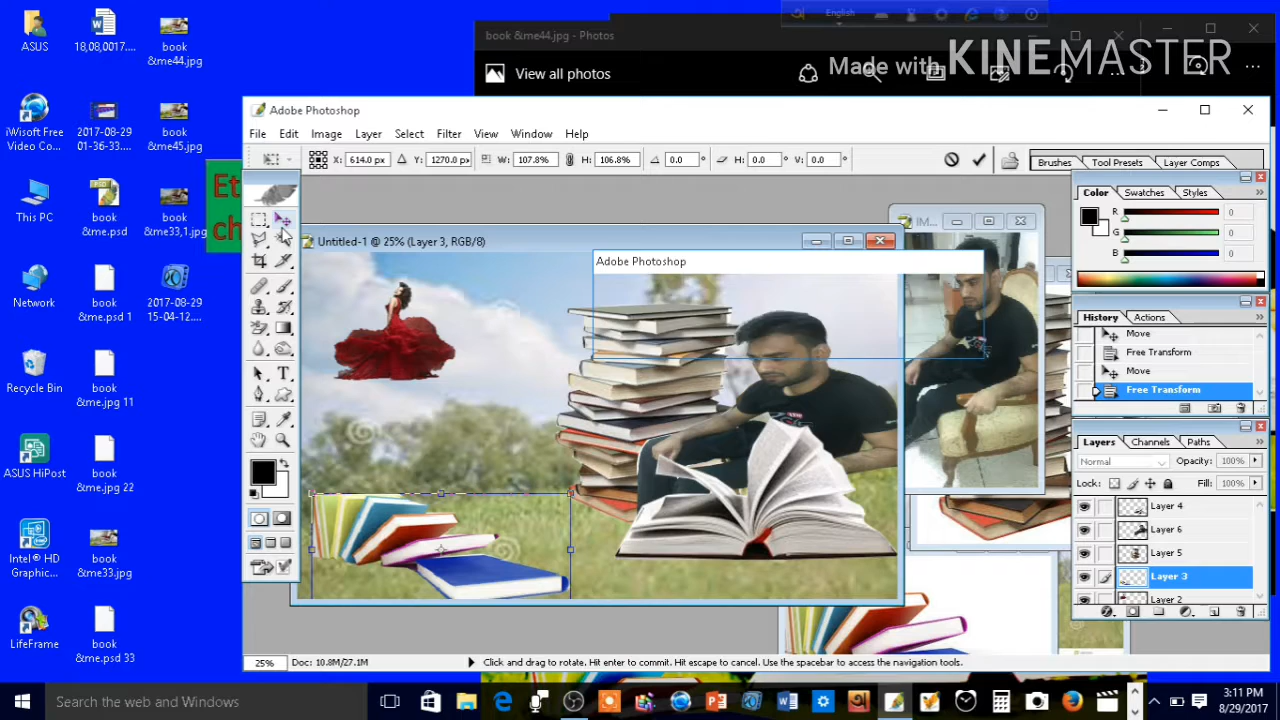 English
book &me44.jpg - Photos
Made with KINEMASTER
View all photos
ASUS
18,08,0017...
book
&me44.jpg
iWisoft Free
Video Co...
2017-08-29
01-36-33....
book
&me45.jpg
This PC
book
&me.psd
book
&me33,1.jpg
Network
book
&me.psd 1
2017-08-29
15-04-12....
Recycle Bin
book
&me.jpg 11
ASUS HiPost
book
&me.jpg 22
Intel® HD
Graphic...
book
&me33.jpg
LifeFrame
book
&me.psd 33
Et
ch
Adobe Photoshop
File Edit Image Layer Select Filter View Window Help
X: 614.0 px Y: 1270.0 px W: 107.8% H: 106.8% 0.0 ° H: 0.0 ° V: 0.0 °
Brushes Tool Presets Layer Comps
Untitled-1 @ 25% (Layer 3, RGB/8)
IM...
Adobe Photoshop
Color Swatches Styles
R 0
G 0
B 0
History Actions
Move
Free Transform
Move
Free Transform
Layers Channels Paths
Normal Opacity: 100%
Lock: Fill: 100%
Layer 4
Layer 6
Layer 5
Layer 3
Layer 2
25% Doc: 10.8M/27.1M Click and drag to rotate. Hit enter to commit. Hit escape to cancel. Use the spacebar to access the navigation tools.
Search the web and Windows
3:11 PM
8/29/2017